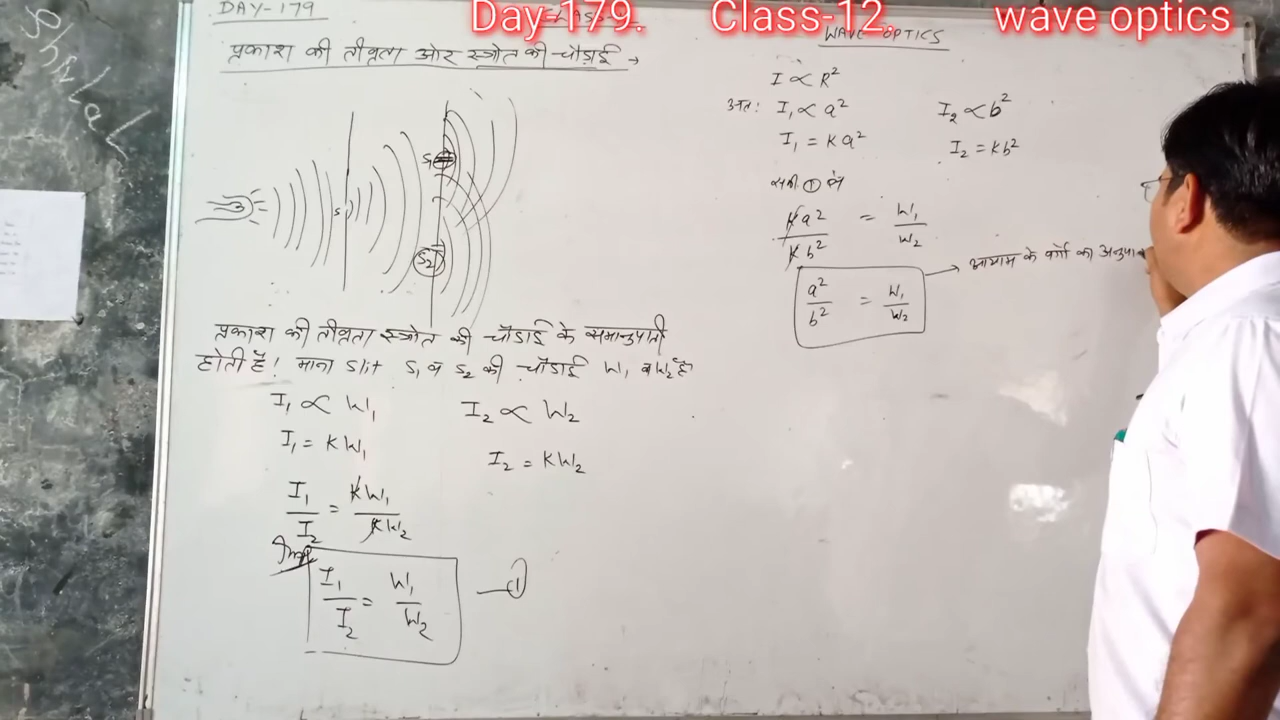 Day-179. Class-12 wave optics
DAY-179
WAVE OPTICS
प्रकाश की तीव्रता और स्त्रोत की चौड़ाई →
S
S₁
S₂
प्रकाश की तीव्रता स्त्रोत की चौडाई के समानुपाती
होती है! माना slit S₁ व S₂ की चौडाई W₁ व W₂ है
I₁ ∝ W₁ I₂ ∝ W₂
I₁ = KW₁ I₂ = KW₂
I₁/I₂ = KW₁/KW₂
Imp
I₁/I₂ = W₁/W₂ —①
I ∝ R²
अत: I₁ ∝ a² I₂ ∝ b²
I₁ = Ka² I₂ = Kb²
समी ① से
Ka²/Kb² = W₁/W₂
a²/b² = W₁/W₂ → आयाम के वर्गो का